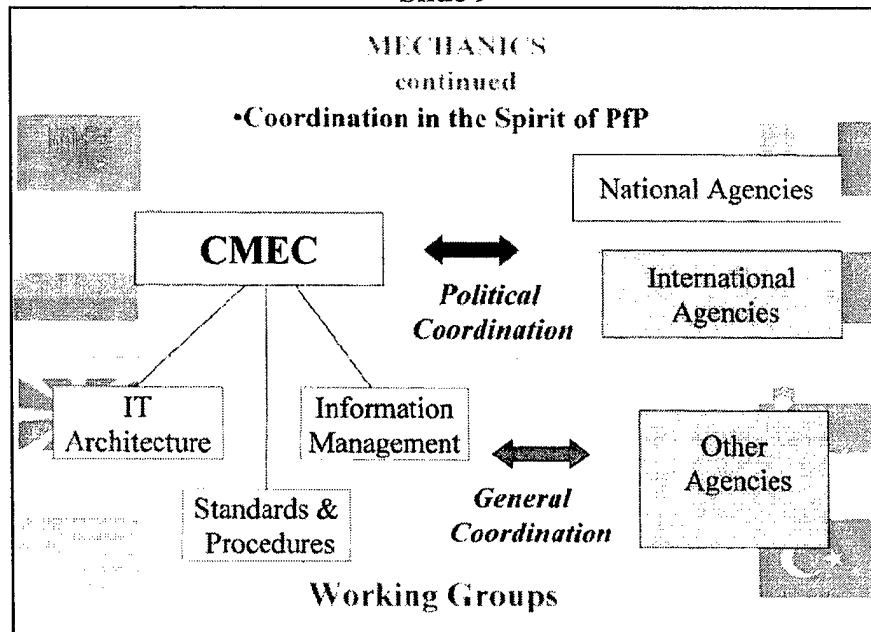 MECHANICS
continued
•Coordination in the Spirit of PfP
National Agencies
CMEC
Political
Coordination
International
Agencies
IT
Architecture
Information
Management
Standards &
Procedures
General
Coordination
Other
Agencies
Working Groups